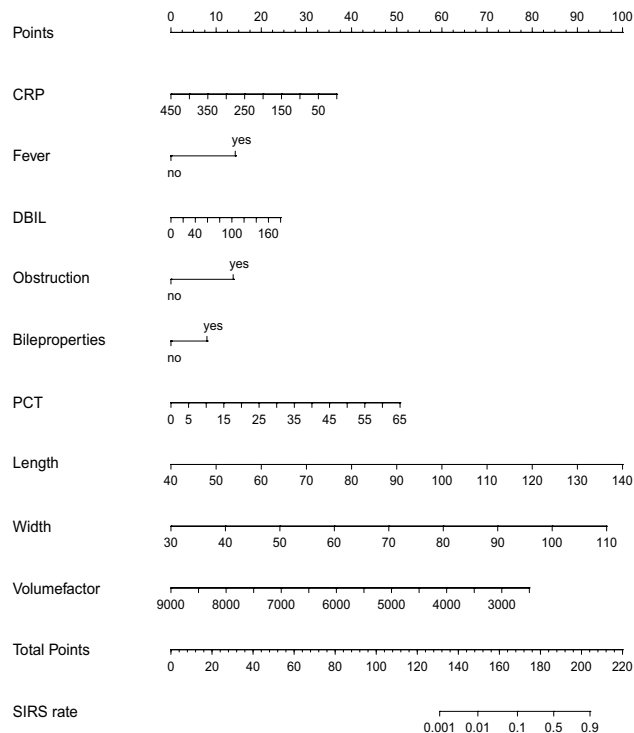 Points 0 10 20 30 40 50 60 70 80 90 100
CRP
450 350 250 150 50
Fever
yes
no
DBIL
0 40 100 160
Obstruction
yes
no
Bileproperties
yes
no
PCT
0 5 15 25 35 45 55 65
Length
40 50 60 70 80 90 100 110 120 130 140
Width
30 40 50 60 70 80 90 100 110
Volumefactor
9000 8000 7000 6000 5000 4000 3000
Total Points
0 20 40 60 80 100 120 140 160 180 200 220
SIRS rate
0.001 0.01 0.1 0.5 0.9